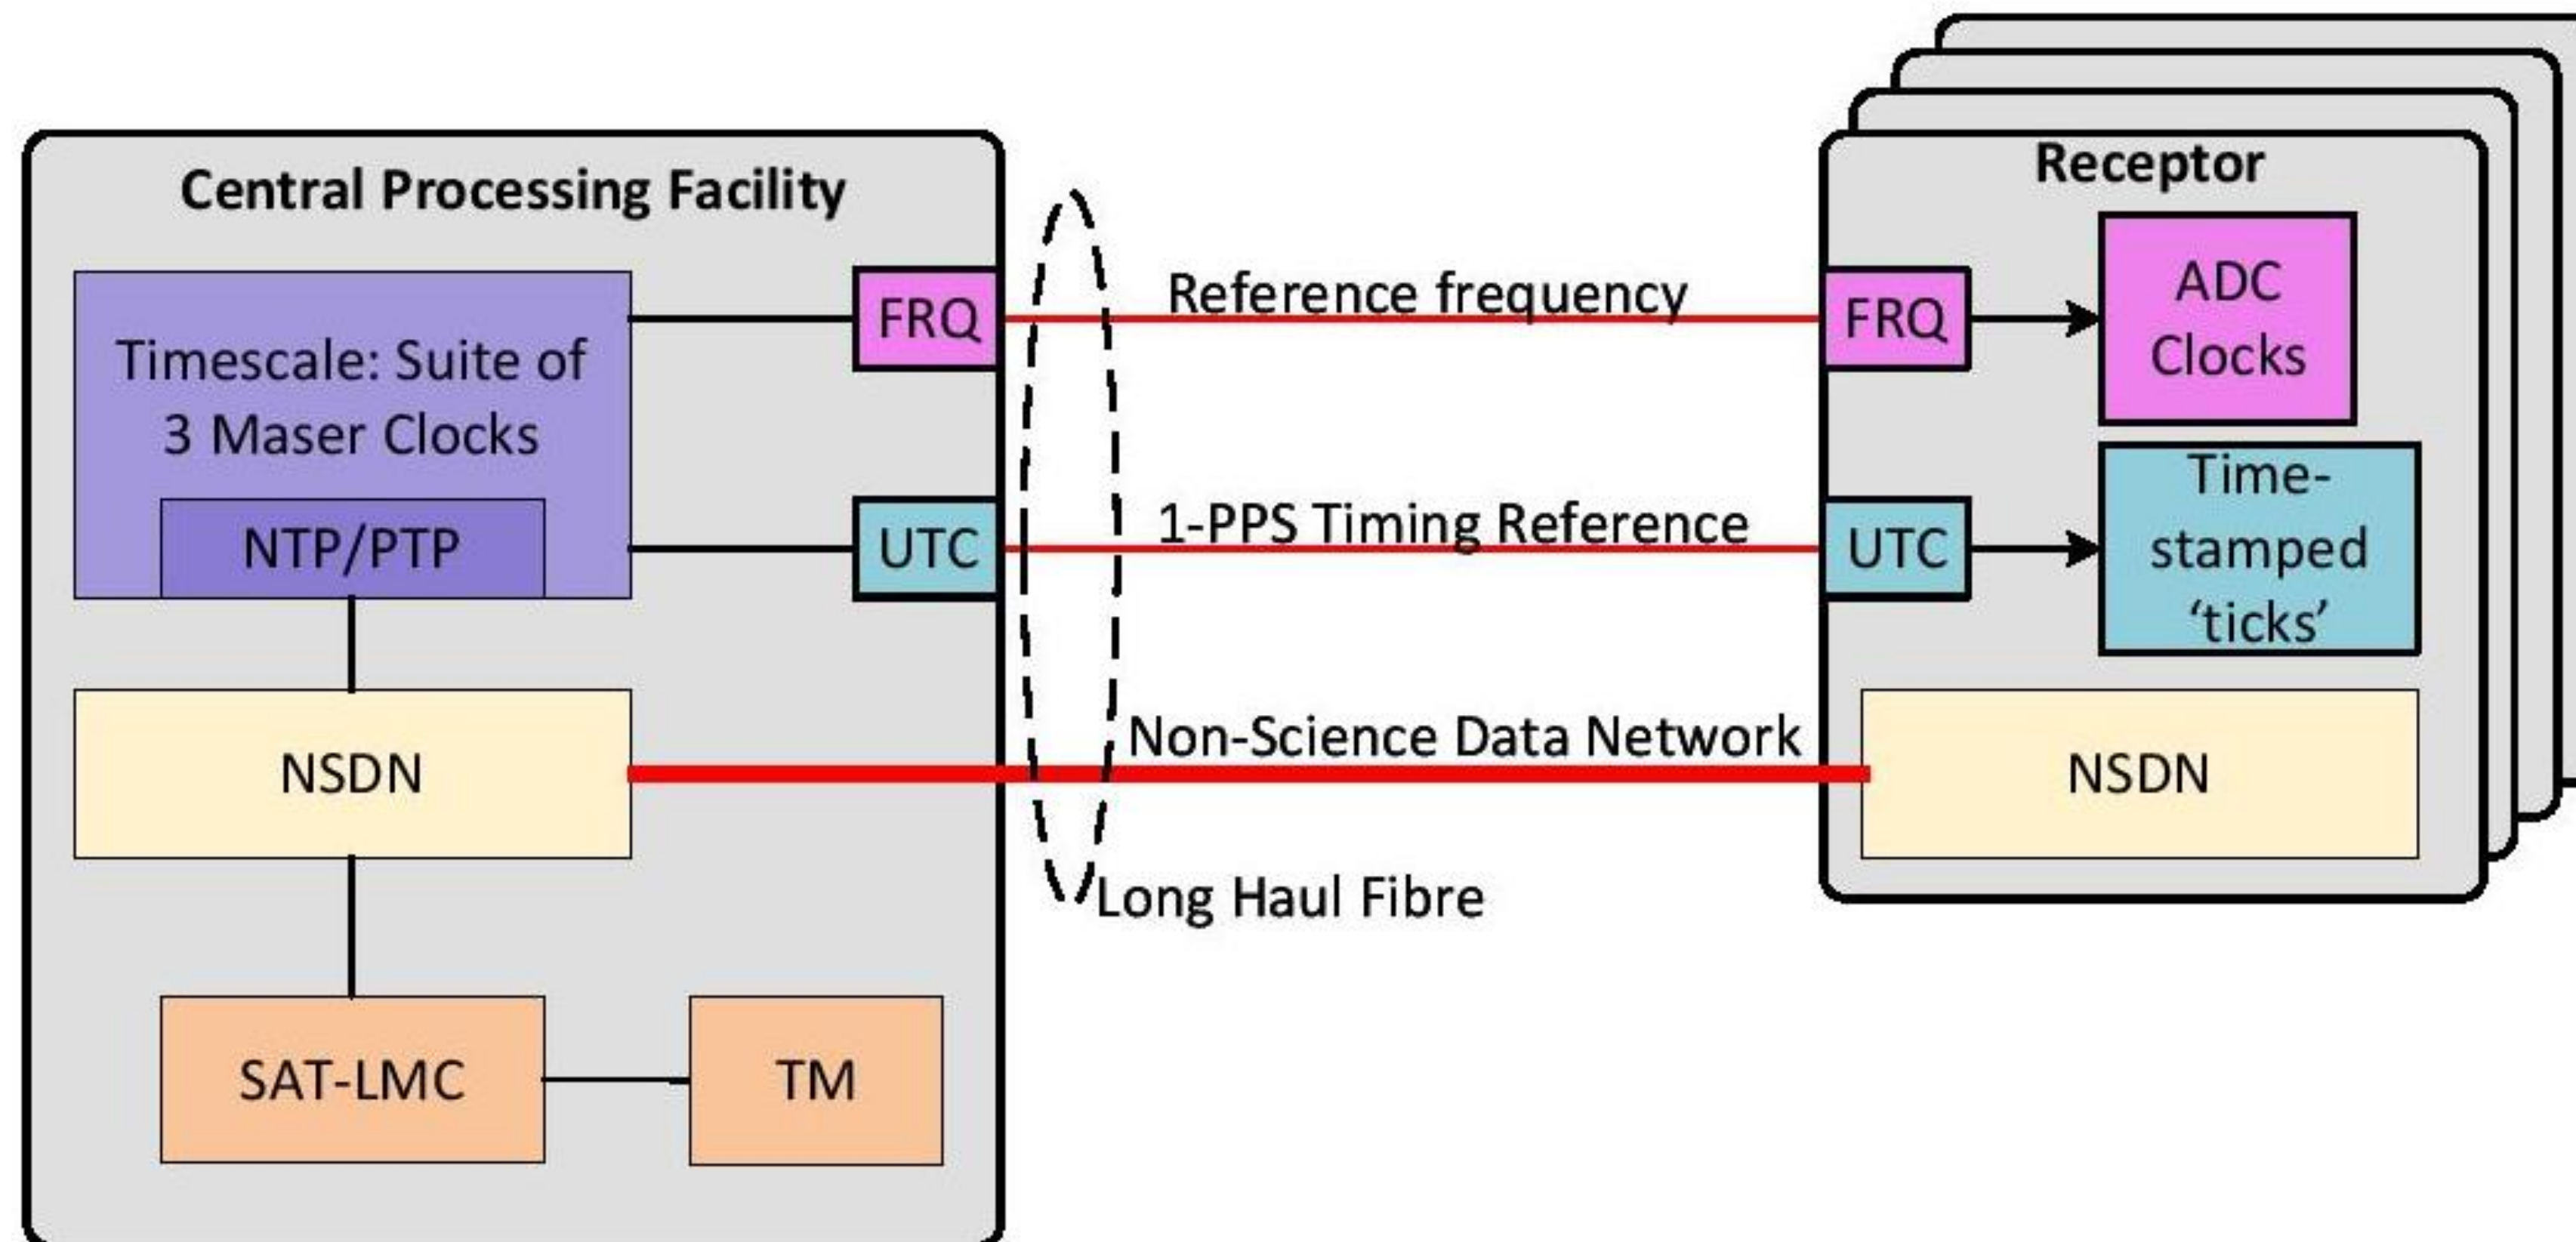 Central Processing Facility
Timescale: Suite of
3 Maser Clocks
NTP/PTP
FRQ
UTC
NSDN
SAT-LMC
TM
Reference frequency
1-PPS Timing Reference
Non-Science Data Network
Long Haul Fibre
Receptor
FRQ
ADC
Clocks
UTC
Time-
stamped
‘ticks’
NSDN